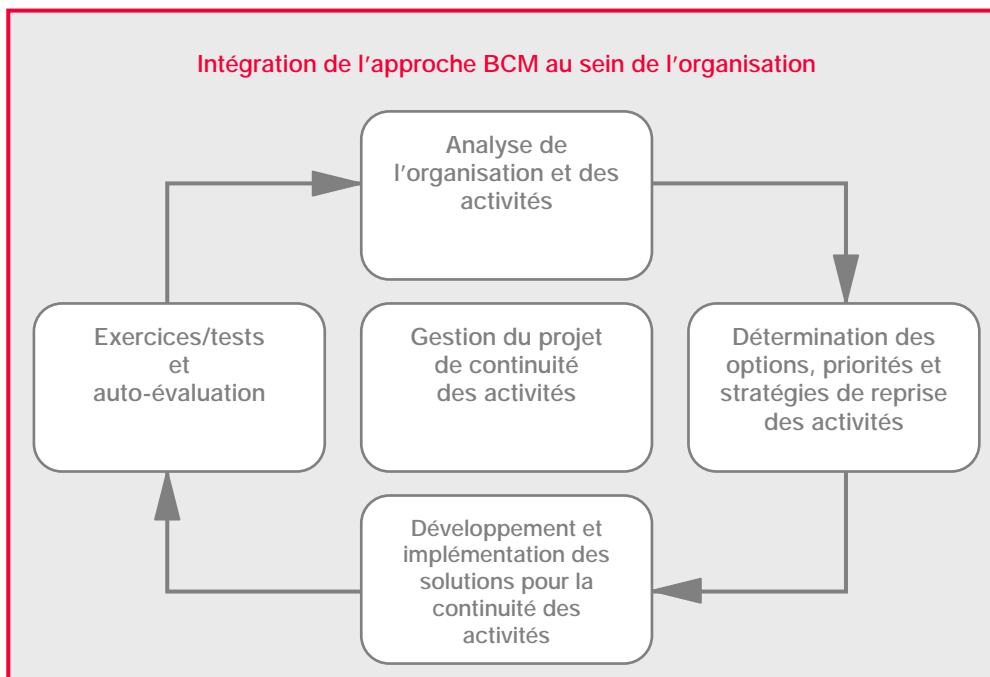 Intégration de l'approche BCM au sein de l'organisation
Analyse de
l'organisation et des
activités
Exercices/tests
et
auto-évaluation
Gestion du projet
de continuité
des activités
Détermination des
options, priorités et
stratégies de reprise
des activités
Développement et
implémentation des
solutions pour la
continuité des
activités